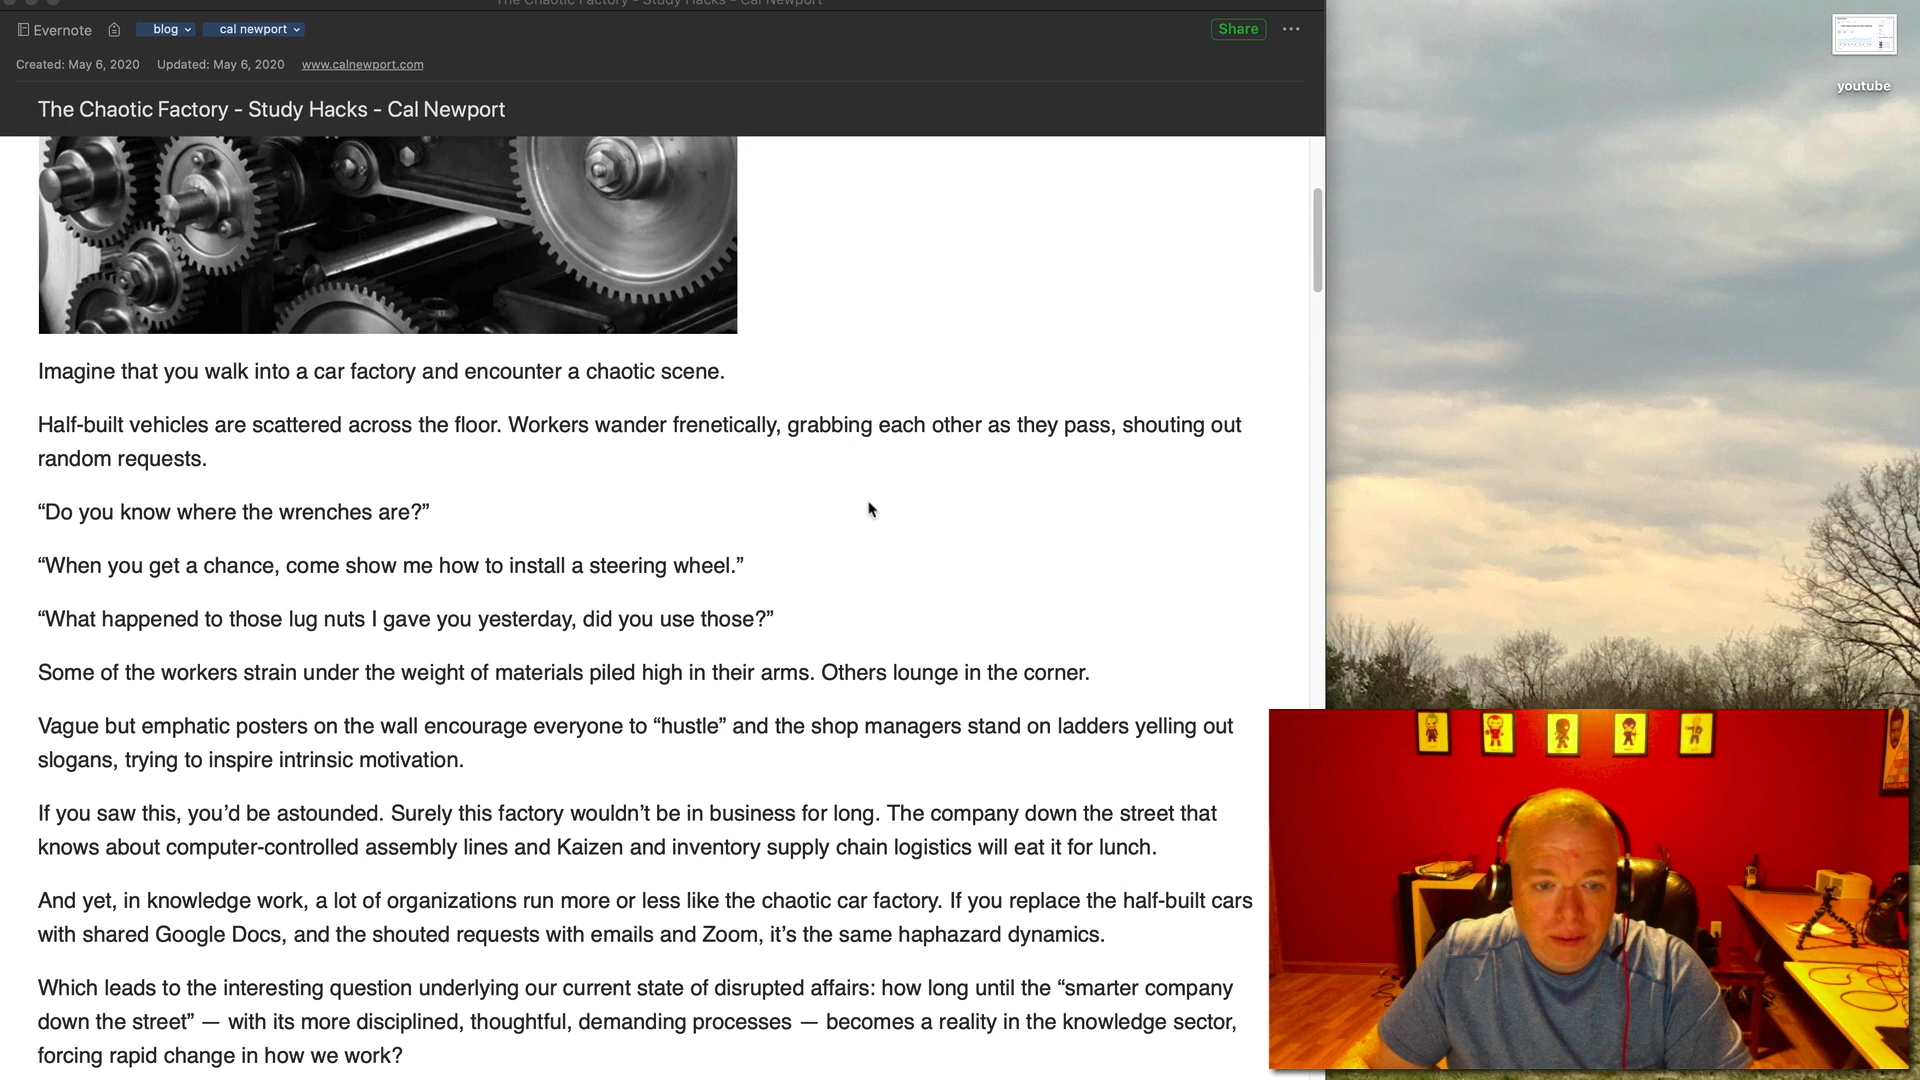 The Chaotic Factory - Study Hacks - Cal Newport
Evernote
blog
cal newport
Share
Created: May 6, 2020 Updated: May 6, 2020 www.calnewport.com
The Chaotic Factory - Study Hacks - Cal Newport
Imagine that you walk into a car factory and encounter a chaotic scene.
Half-built vehicles are scattered across the floor. Workers wander frenetically, grabbing each other as they pass, shouting out
random requests.
“Do you know where the wrenches are?”
“When you get a chance, come show me how to install a steering wheel.”
“What happened to those lug nuts I gave you yesterday, did you use those?”
Some of the workers strain under the weight of materials piled high in their arms. Others lounge in the corner.
Vague but emphatic posters on the wall encourage everyone to “hustle” and the shop managers stand on ladders yelling out
slogans, trying to inspire intrinsic motivation.
If you saw this, you’d be astounded. Surely this factory wouldn’t be in business for long. The company down the street that
knows about computer-controlled assembly lines and Kaizen and inventory supply chain logistics will eat it for lunch.
And yet, in knowledge work, a lot of organizations run more or less like the chaotic car factory. If you replace the half-built cars
with shared Google Docs, and the shouted requests with emails and Zoom, it’s the same haphazard dynamics.
Which leads to the interesting question underlying our current state of disrupted affairs: how long until the “smarter company
down the street” — with its more disciplined, thoughtful, demanding processes — becomes a reality in the knowledge sector,
forcing rapid change in how we work?
youtube